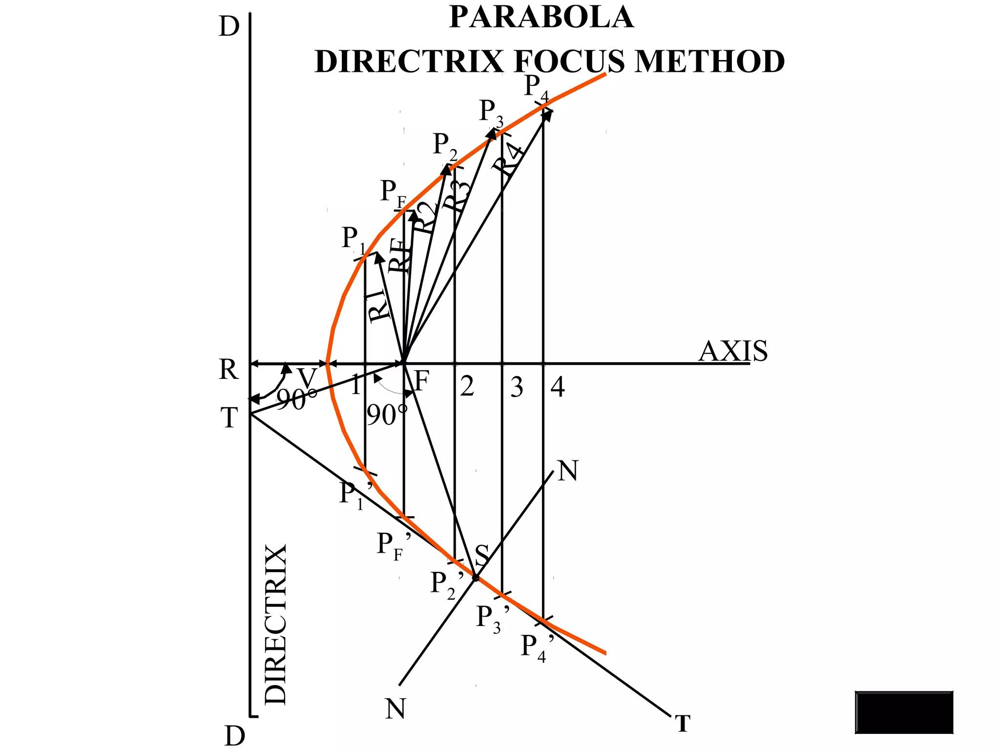 PARABOLA
DIRECTRIX FOCUS METHOD
D
P4
P3
P2
PF
P1
R4
R3
R2
RF
R1
AXIS
R
V
1
F
2
3
4
90°
90°
T
N
P1’
PF’
S
P2’
P3’
P4’
DIRECTRIX
N
T
D